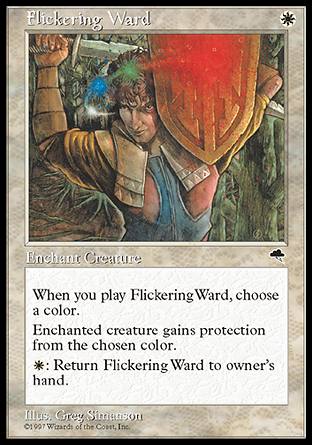 Flickering Ward
Enchant Creature
When you play Flickering Ward, choose
a color.
Enchanted creature gains protection
from the chosen color.
: Return Flickering Ward to owner's
hand.
Illus. Greg Simanson
©1997 Wizards of the Coast, Inc.